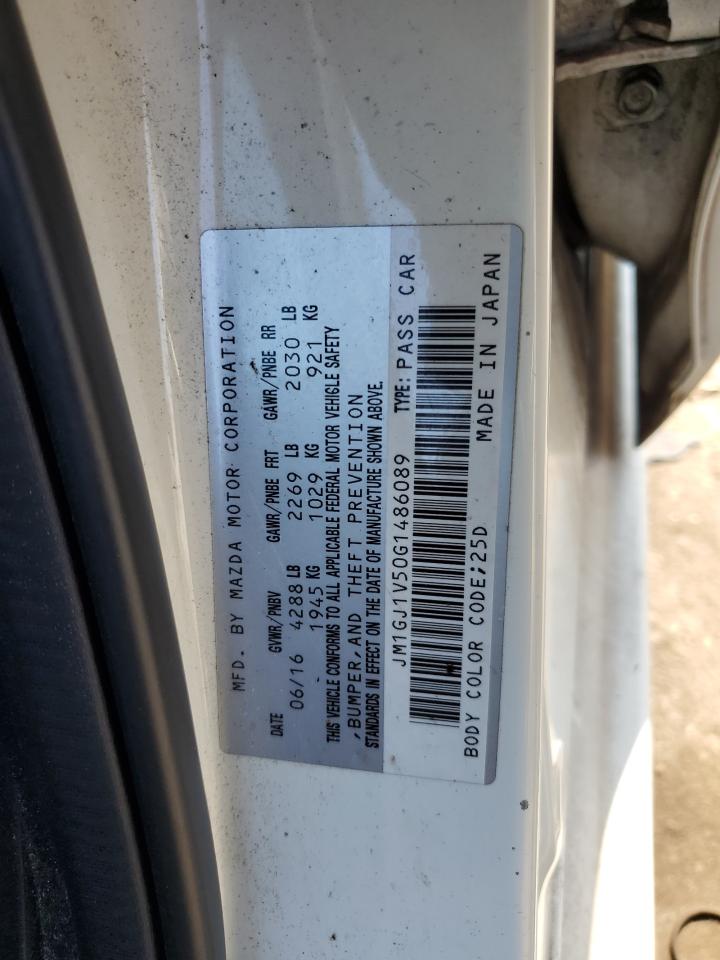 MFD. BY MAZDA MOTOR CORPORATION
DATE GVWR/PNBV GAWR/PNBE FRT GAWR/PNBE RR
06/16 4288 LB 2269 LB 2030 LB
1945 KG 1029 KG 921 KG
THIS VEHICLE CONFORMS TO ALL APPLICABLE FEDERAL MOTOR VEHICLE SAFETY
,BUMPER,AND THEFT PREVENTION
STANDARDS IN EFFECT ON THE DATE OF MANUFACTURE SHOWN ABOVE.
JM1GJ1V50G1486089 TYPE: PASS CAR
BODY COLOR CODE;25D MADE IN JAPAN